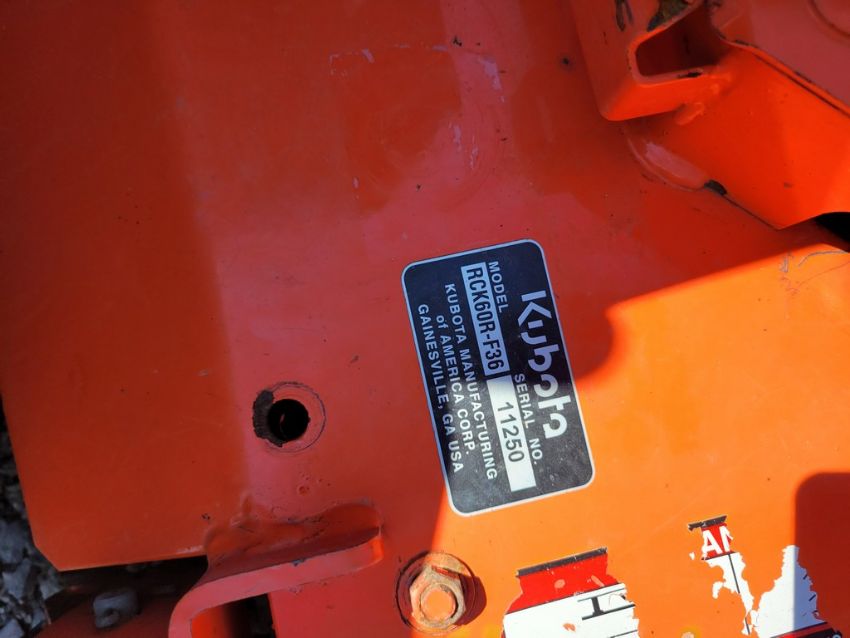 Kubota
MODEL SERIAL NO.
RCK60R-F36 11250
KUBOTA MANUFACTURING
of AMERICA CORP.
GAINESVILLE, GA USA